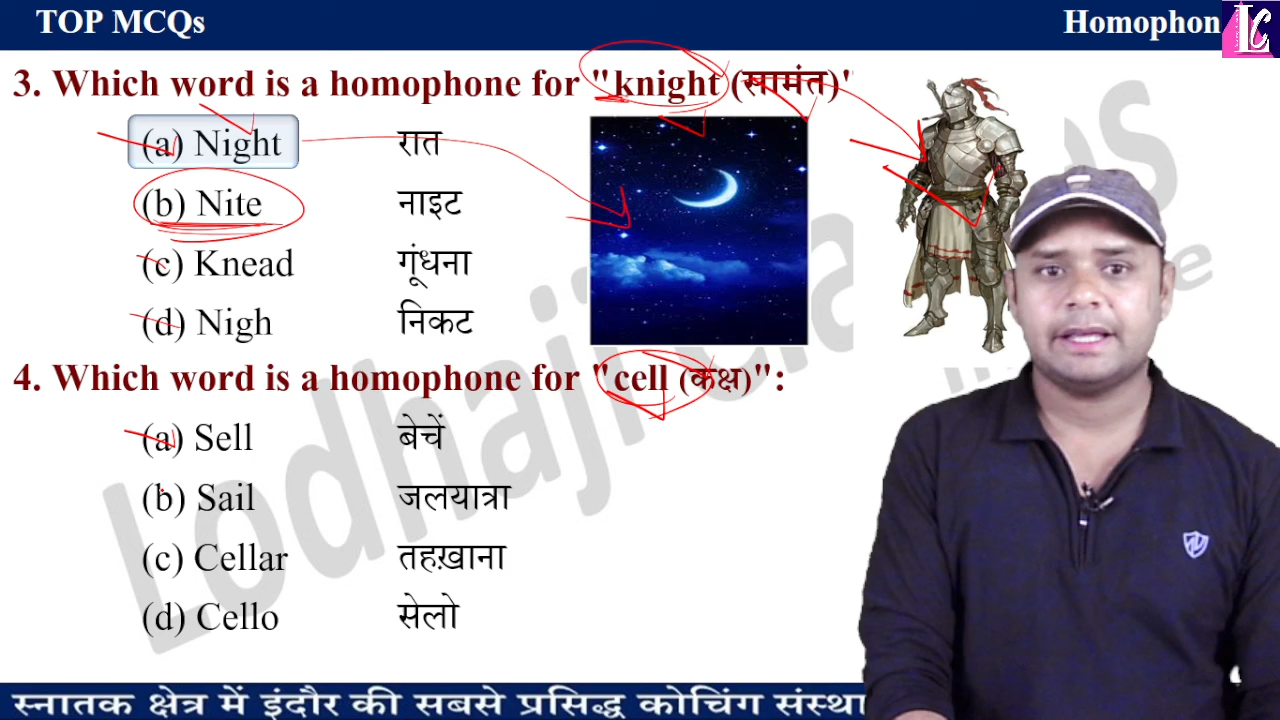 TOP MCQs
Homophon
LC
3. Which word is a homophone for "knight (सामंत)"
(a) Night रात
(b) Nite नाइट
(c) Knead गूंधना
(d) Nigh निकट
4. Which word is a homophone for "cell (कक्ष)":
(a) Sell बेचें
(b) Sail जलयात्रा
(c) Cellar तहख़ाना
(d) Cello सेलो
स्नातक क्षेत्र में इंदौर की सबसे प्रसिद्ध कोचिंग संस्था